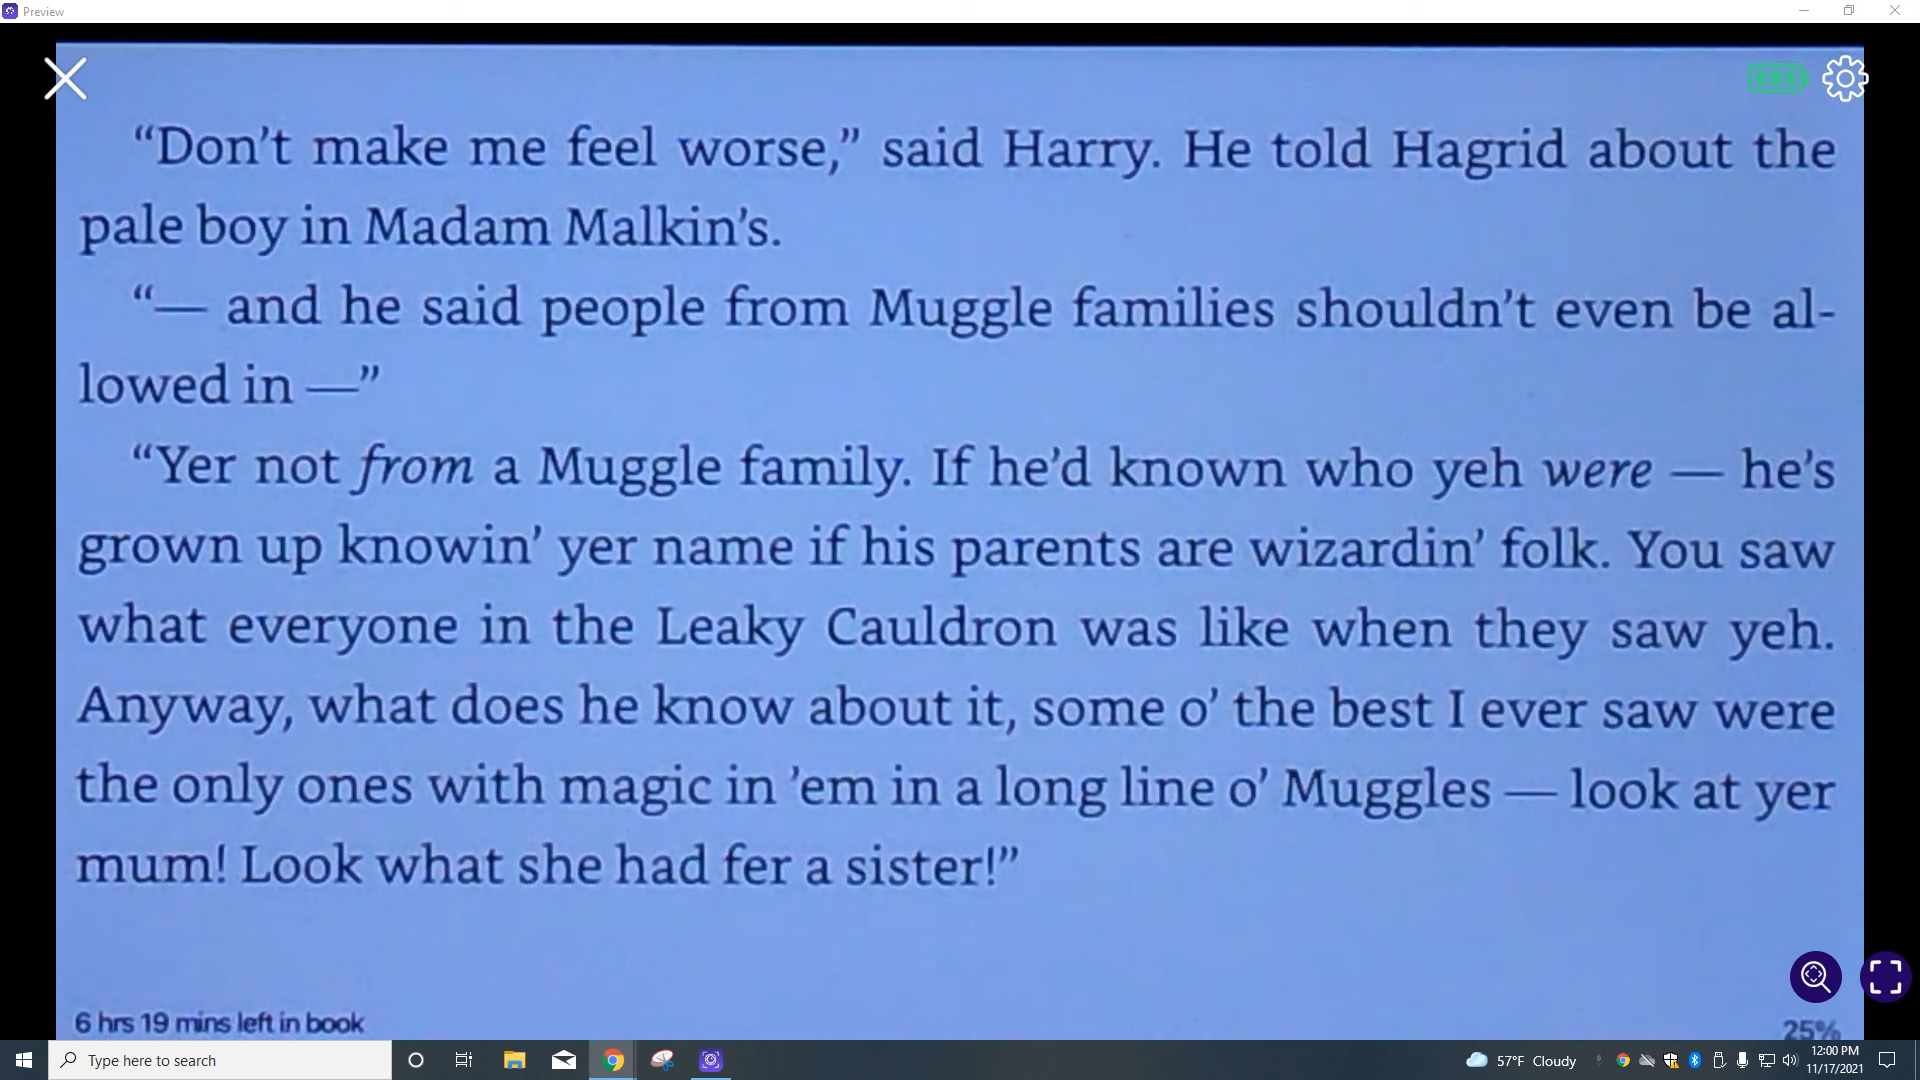 Preview
“Don’t make me feel worse,” said Harry. He told Hagrid about the
pale boy in Madam Malkin’s.
“— and he said people from Muggle families shouldn’t even be al-
lowed in —”
“Yer not from a Muggle family. If he’d known who yeh were — he’s
grown up knowin’ yer name if his parents are wizardin’ folk. You saw
what everyone in the Leaky Cauldron was like when they saw yeh.
Anyway, what does he know about it, some o’ the best I ever saw were
the only ones with magic in ’em in a long line o’ Muggles — look at yer
mum! Look what she had fer a sister!”
6 hrs 19 mins left in book
25%
Type here to search
57°F Cloudy
12:00 PM
11/17/2021